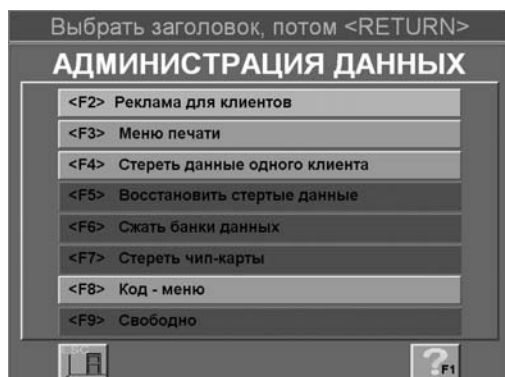 Выбрать заголовок, потом <RETURN>
АДМИНИСТРАЦИЯ ДАННЫХ
<F2> Реклама для клиентов
<F3> Меню печати
<F4> Стереть данные одного клиента
<F5> Восстановить стертые данные
<F6> Сжать банки данных
<F7> Стереть чип-карты
<F8> Код - меню
<F9> Свободно
ESC
? F1